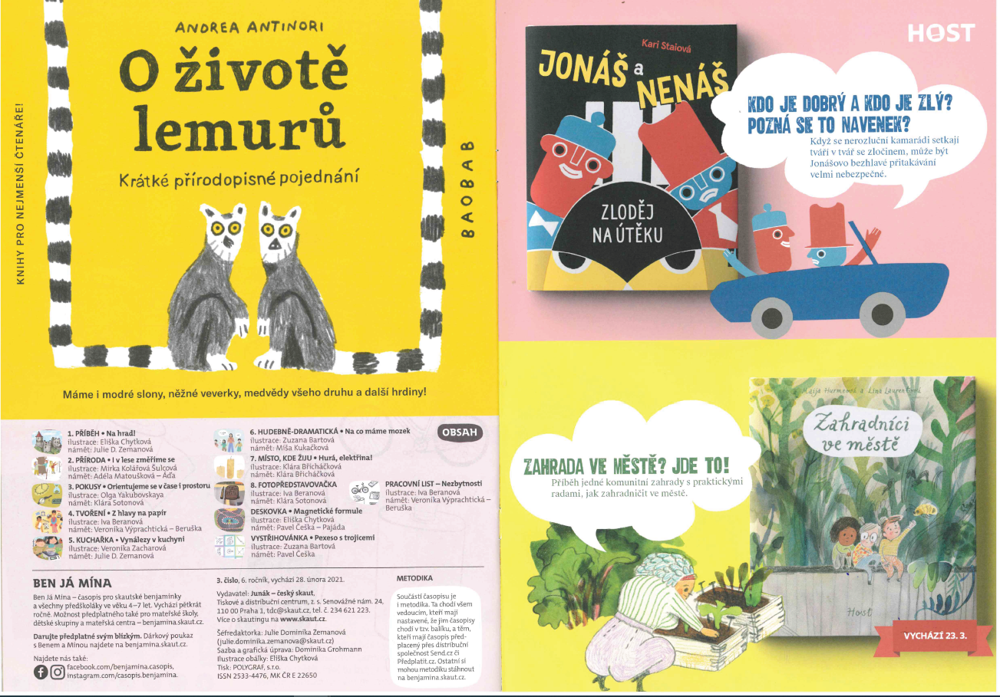 KNIHY PRO NEJMENŠÍ ČTENÁŘE!
ANDREA ANTINORI
O životě
lemurů
Krátké přírodopisné pojednání
BAOBAB
Máme i modré slony, něžné veverky, medvědy všeho druhu a další hrdiny!
OBSAH
1. PŘÍBĚH • Na hrad!
ilustrace: Eliška Chytková
námět: Julie D. Zemanová
2. PŘÍRODA • I v lese změříme se
ilustrace: Mirka Kolářová Šulcová
námět: Adéla Matoušková – Áďa
3. POKUSY • Orientujeme se v čase i prostoru
ilustrace: Olga Yakubovskaya
námět: Klára Sotonová
4. TVOŘENÍ • Z hlavy na papír
ilustrace: Iva Beranová
námět: Veronika Výprachtická – Beruška
5. KUCHAŘKA • Vynálezy v kuchyni
ilustrace: Veronika Zacharová
námět: Julie D. Zemanová
6. HUDEBNĚ-DRAMATICKÁ • Na co máme mozek
ilustrace: Zuzana Bartová
námět: Míša Kukačková
7. MÍSTO, KDE ŽIJU • Hurá, elektřina!
ilustrace: Klára Břicháčková
námět: Klára Břicháčková
8. FOTOPŘEDSTAVOVAČKA
ilustrace: Iva Beranová
námět: Klára Sotonová
DESKOVKA • Magnetické formule
ilustrace: Eliška Chytková
námět: Pavel Češka – Pajáda
VYSTŘIHOVÁNKA • Pexeso s trojicemi
ilustrace: Zuzana Bartová
námět: Pavel Češka
PRACOVNÍ LIST – Nezbytnosti
ilustrace: Iva Beranová
námět: Veronika Výprachtická –
Beruška
BEN JÁ MÍNA
Ben Já Mína – časopis pro skautské benjamínky
a všechny předškoláky ve věku 4–7 let. Vychází pětkrát
ročně. Možnost předplatného také pro mateřské školy,
dětské skupiny a mateřská centra – benjamina.skaut.cz.
Darujte předplatné svým blízkým. Dárkový poukaz
s Benem a Mínou najdete na benjamina.skaut.cz.
Najdete nás také:
facebook.com/benjamina.casopis,
instagram.com/casopis.benjamina.
3. číslo, 6. ročník, vychází 28. února 2021.
Vydavatel: Junák – český skaut,
Tiskové a distribuční centrum, z. s. Senovážné nám. 24,
110 00 Praha 1, tdc@skaut.cz, tel. č. 234 621 223.
Více o skautingu na www.skaut.cz.
Šéfredaktorka: Julie Dominika Zemanová
(julie.dominika.zemanova@skaut.cz)
Sazba a grafická úprava: Dominika Grohmann
Ilustrace obálky: Eliška Chytková
Tisk: POLYGRAF, s.r.o.
ISSN 2533-4476, MK ČR E 22650
METODIKA
Součástí časopisu je
i metodika. Ta chodí všem
vedoucím, kteří mají
nastavené, že jim časopisy
chodí v tzv. balíku, a těm,
kteří mají časopis před-
placený přes distribuční
společnost Send.cz či
Předplatit.cz. Ostatní si
mohou metodiku stáhnout
na benjamina.skaut.cz.
HOST
Kari Staiová
JONÁŠ a
NENÁŠ
ZLODĚJ
NA ÚTĚKU
KDO JE DOBRÝ A KDO JE ZLÝ?
POZNÁ SE TO NAVENEK?
Když se nerozluční kamarádi setkají
tváří v tvář se zločinem, může být
Jonášovo bezhlavé přitakávání
velmi nebezpečné.
ZAHRADA VE MĚSTĚ? JDE TO!
Příběh jedné komunitní zahrady s praktickými
radami, jak zahradničit ve městě.
Maija Hurmeová a Lina Laurentová
Zahradníci
ve městě
Host
VYCHÁZÍ 23. 3.